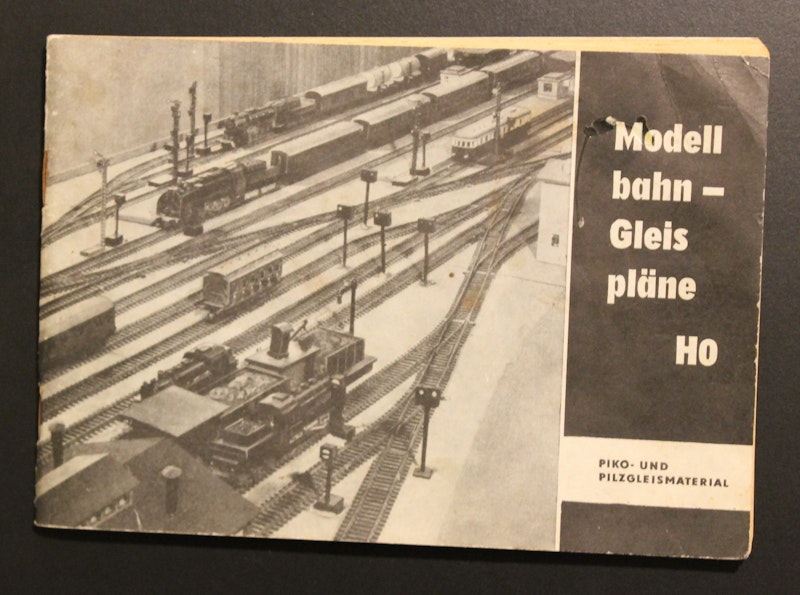 Modell
bahn –
Gleis
pläne
HO
PIKO- UND
PILZGLEISMATERIAL